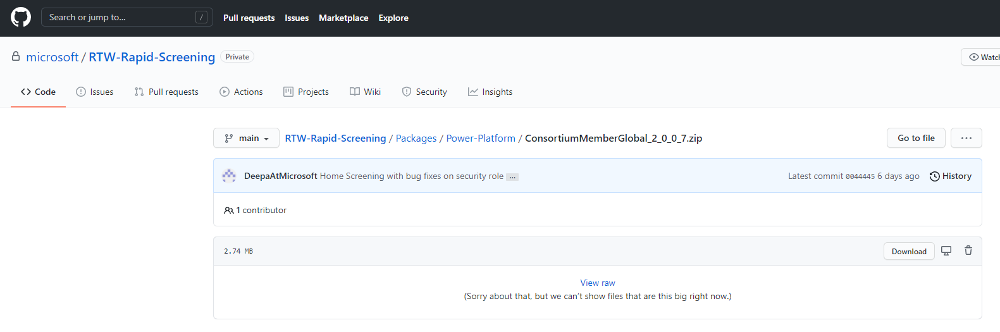 Search or jump to... /
Pull requests Issues Marketplace Explore
microsoft / RTW-Rapid-Screening Private
Watch
Code Issues Pull requests Actions Projects Wiki Security Insights
main RTW-Rapid-Screening / Packages / Power-Platform / ConsortiumMemberGlobal_2_0_0_7.zip Go to file ...
DeepaAtMicrosoft Home Screening with bug fixes on security role ... Latest commit 0044445 6 days ago History
1 contributor
2.74 MB Download
View raw
(Sorry about that, but we can't show files that are this big right now.)